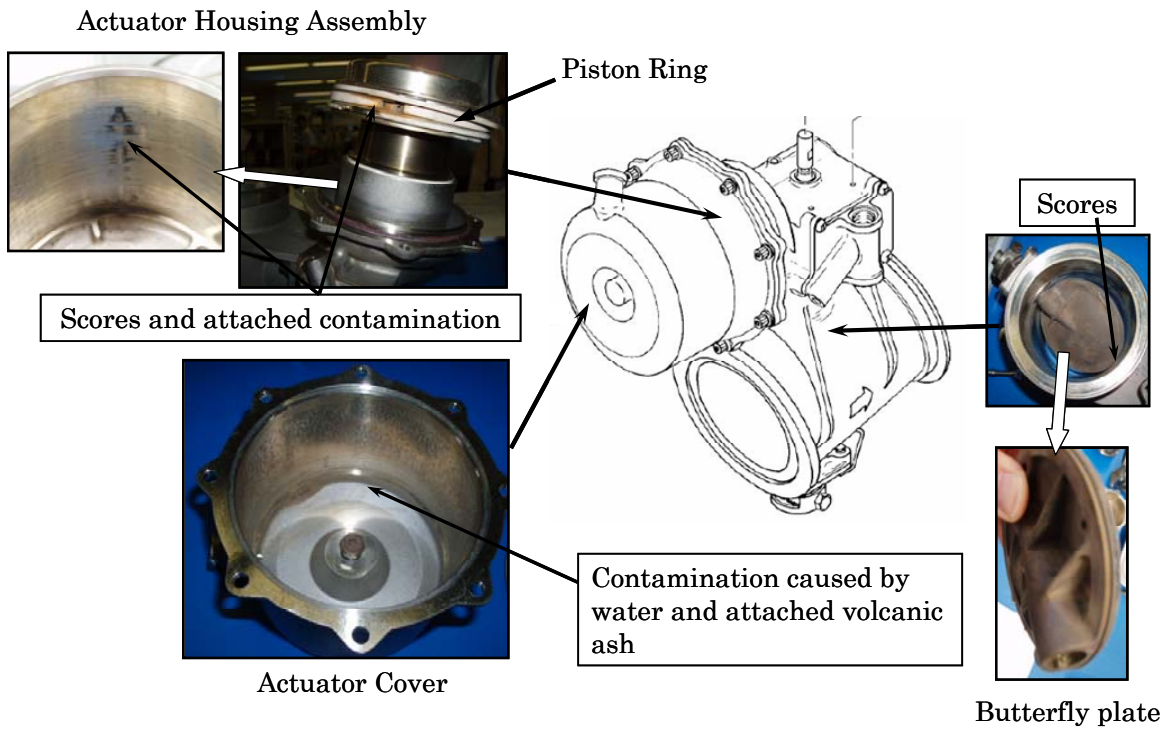 Actuator Housing Assembly
Piston Ring
Scores
Scores and attached contamination
Contamination caused by
water and attached volcanic
ash
Actuator Cover
Butterfly plate